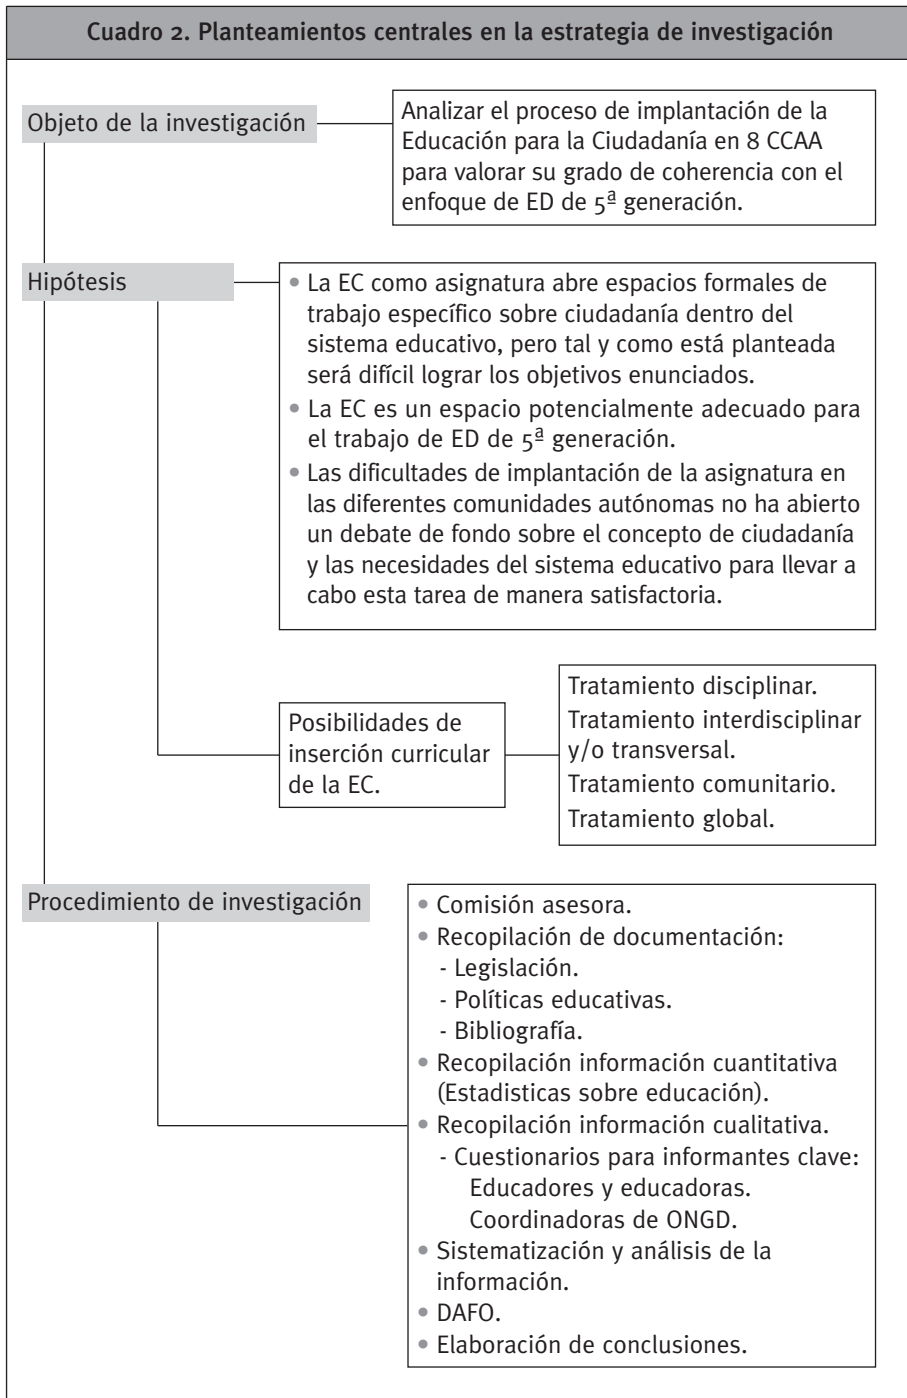 Cuadro 2. Planteamientos centrales en la estrategia de investigación
Objeto de la investigación
Analizar el proceso de implantación de la
Educación para la Ciudadanía en 8 CCAA
para valorar su grado de coherencia con el
enfoque de ED de 5ª generación.
Hipótesis
• La EC como asignatura abre espacios formales de
trabajo específico sobre ciudadanía dentro del
sistema educativo, pero tal y como está planteada
será difícil lograr los objetivos enunciados.
• La EC es un espacio potencialmente adecuado para
el trabajo de ED de 5ª generación.
• Las dificultades de implantación de la asignatura en
las diferentes comunidades autónomas no ha abierto
un debate de fondo sobre el concepto de ciudadanía
y las necesidades del sistema educativo para llevar a
cabo esta tarea de manera satisfactoria.
Posibilidades de
inserción curricular
de la EC.
Tratamiento disciplinar.
Tratamiento interdisciplinar
y/o transversal.
Tratamiento comunitario.
Tratamiento global.
Procedimiento de investigación
• Comisión asesora.
• Recopilación de documentación:
- Legislación.
- Políticas educativas.
- Bibliografía.
• Recopilación información cuantitativa
(Estadisticas sobre educación).
• Recopilación información cualitativa.
- Cuestionarios para informantes clave:
Educadores y educadoras.
Coordinadoras de ONGD.
• Sistematización y análisis de la
información.
• DAFO.
• Elaboración de conclusiones.